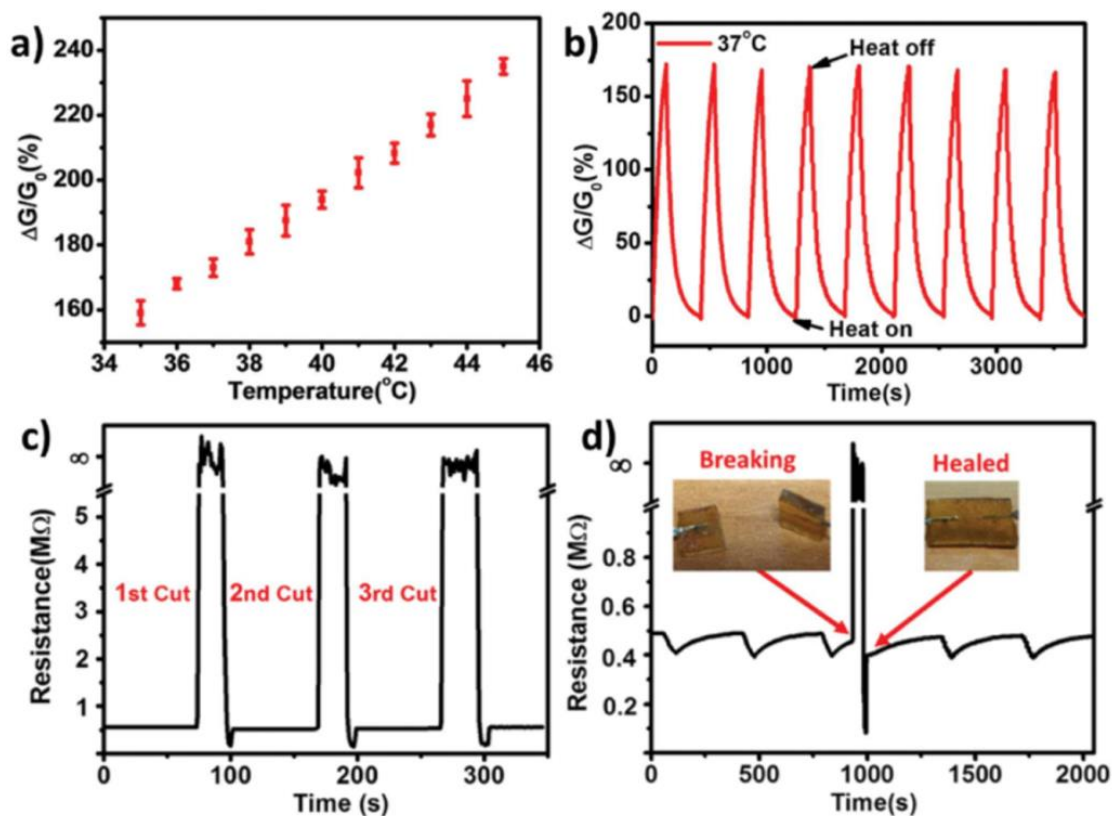 a)
240
220
200
180
160
ΔG/G₀(%)
34 36 38 40 42 44 46
Temperature(°C)
b)
200
150
100
50
0
ΔG/G₀(%)
37°C
Heat off
Heat on
0 1000 2000 3000
Time(s)
c)
∞
5
4
3
2
1
Resistance(MΩ)
1st Cut 2nd Cut 3rd Cut
0 100 200 300
Time (s)
d)
∞
0.8
0.6
0.4
0.2
Resistance (MΩ)
Breaking Healed
0 500 1000 1500 2000
Time(s)